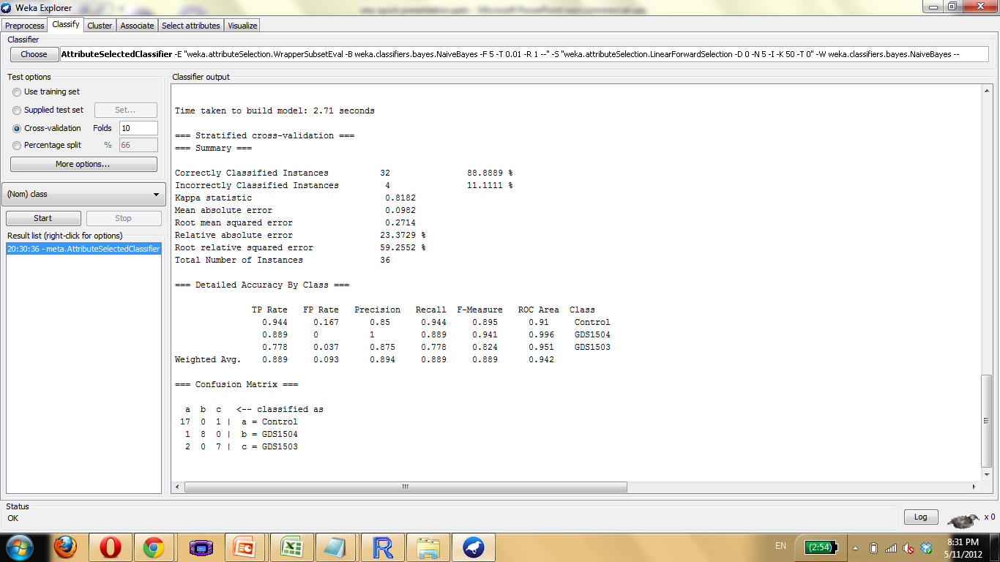 Weka Explorer
Preprocess Classify Cluster Associate Select attributes Visualize
Classifier
Choose AttributeSelectedClassifier -E "weka.attributeSelection.WrapperSubsetEval -B weka.classifiers.bayes.NaiveBayes -F 5 -T 0.01 -R 1 --" -S "weka.attributeSelection.LinearForwardSelection -D 0 -N 5 -I -K 50 -T 0" -W weka.classifiers.bayes.NaiveBayes --
Test options
Use training set
Supplied test set Set...
Cross-validation Folds 10
Percentage split % 66
More options...
(Nom) class
Start Stop
Result list (right-click for options)
20:30:36 - meta.AttributeSelectedClassifier
Classifier output
Time taken to build model: 2.71 seconds
=== Stratified cross-validation ===
=== Summary ===
Correctly Classified Instances 32 88.8889 %
Incorrectly Classified Instances 4 11.1111 %
Kappa statistic 0.8182
Mean absolute error 0.0982
Root mean squared error 0.2714
Relative absolute error 23.3729 %
Root relative squared error 59.2552 %
Total Number of Instances 36
=== Detailed Accuracy By Class ===
TP Rate FP Rate Precision Recall F-Measure ROC Area Class
0.944 0.167 0.85 0.944 0.895 0.91 Control
0.889 0 1 0.889 0.941 0.996 GDS1504
0.778 0.037 0.875 0.778 0.824 0.951 GDS1503
Weighted Avg. 0.889 0.093 0.894 0.889 0.889 0.942
=== Confusion Matrix ===
a b c <-- classified as
17 0 1 | a = Control
1 8 0 | b = GDS1504
2 0 7 | c = GDS1503
Status
OK
Log x 0
EN (2:54) 8:31 PM
5/11/2012